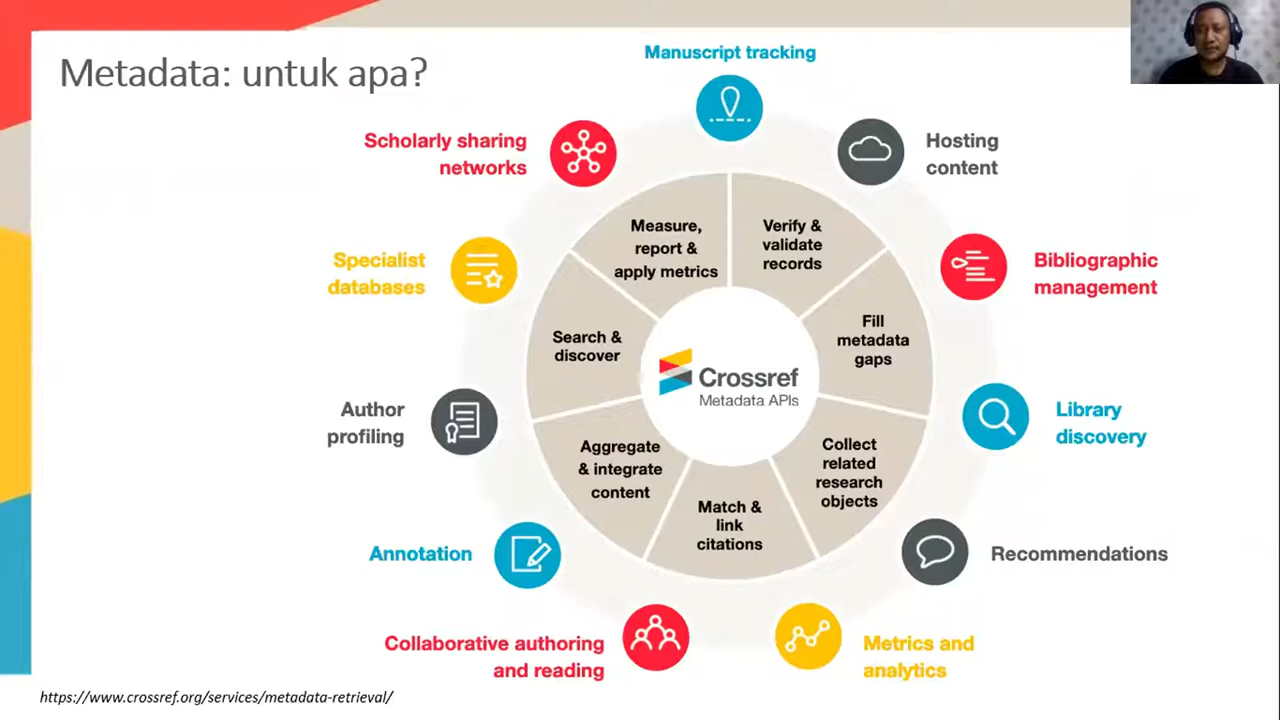 Metadata: untuk apa?
Manuscript tracking
Hosting
content
Bibliographic
management
Library
discovery
Recommendations
Metrics and
analytics
Collaborative authoring
and reading
Annotation
Author
profiling
Specialist
databases
Scholarly sharing
networks
Verify &
validate
records
Fill
metadata
gaps
Collect
related
research
objects
Match &
link
citations
Aggregate
& integrate
content
Search &
discover
Measure,
report &
apply metrics
Crossref
Metadata APIs
https://www.crossref.org/services/metadata-retrieval/